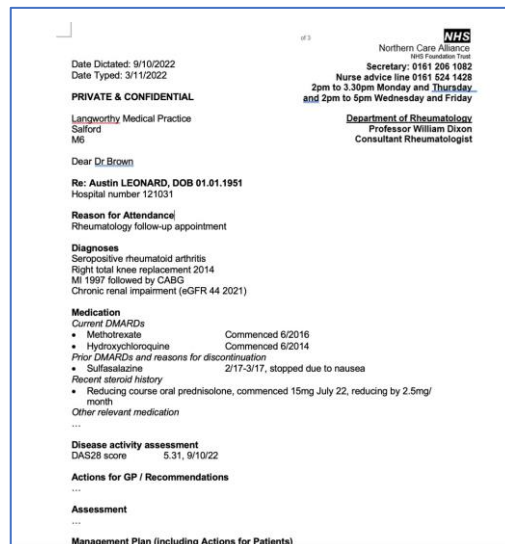 of 3
NHS
Northern Care Alliance
NHS Foundation Trust
Secretary: 0161 206 1082
Nurse advice line 0161 524 1428
2pm to 3.30pm Monday and Thursday
and 2pm to 5pm Wednesday and Friday
Date Dictated: 9/10/2022
Date Typed: 3/11/2022
PRIVATE & CONFIDENTIAL
Langworthy Medical Practice
Salford
M6
Department of Rheumatology
Professor William Dixon
Consultant Rheumatologist
Dear Dr Brown
Re: Austin LEONARD, DOB 01.01.1951
Hospital number 121031
Reason for Attendance
Rheumatology follow-up appointment
Diagnoses
Seropositive rheumatoid arthritis
Right total knee replacement 2014
MI 1997 followed by CABG
Chronic renal impairment (eGFR 44 2021)
Medication
Current DMARDs
• Methotrexate Commenced 6/2016
• Hydroxychloroquine Commenced 6/2014
Prior DMARDs and reasons for discontinuation
• Sulfasalazine 2/17-3/17, stopped due to nausea
Recent steroid history
• Reducing course oral prednisolone, commenced 15mg July 22, reducing by 2.5mg/
month
Other relevant medication
...
Disease activity assessment
DAS28 score 5.31, 9/10/22
Actions for GP / Recommendations
...
Assessment
...
Management Plan (including Actions for Patients)